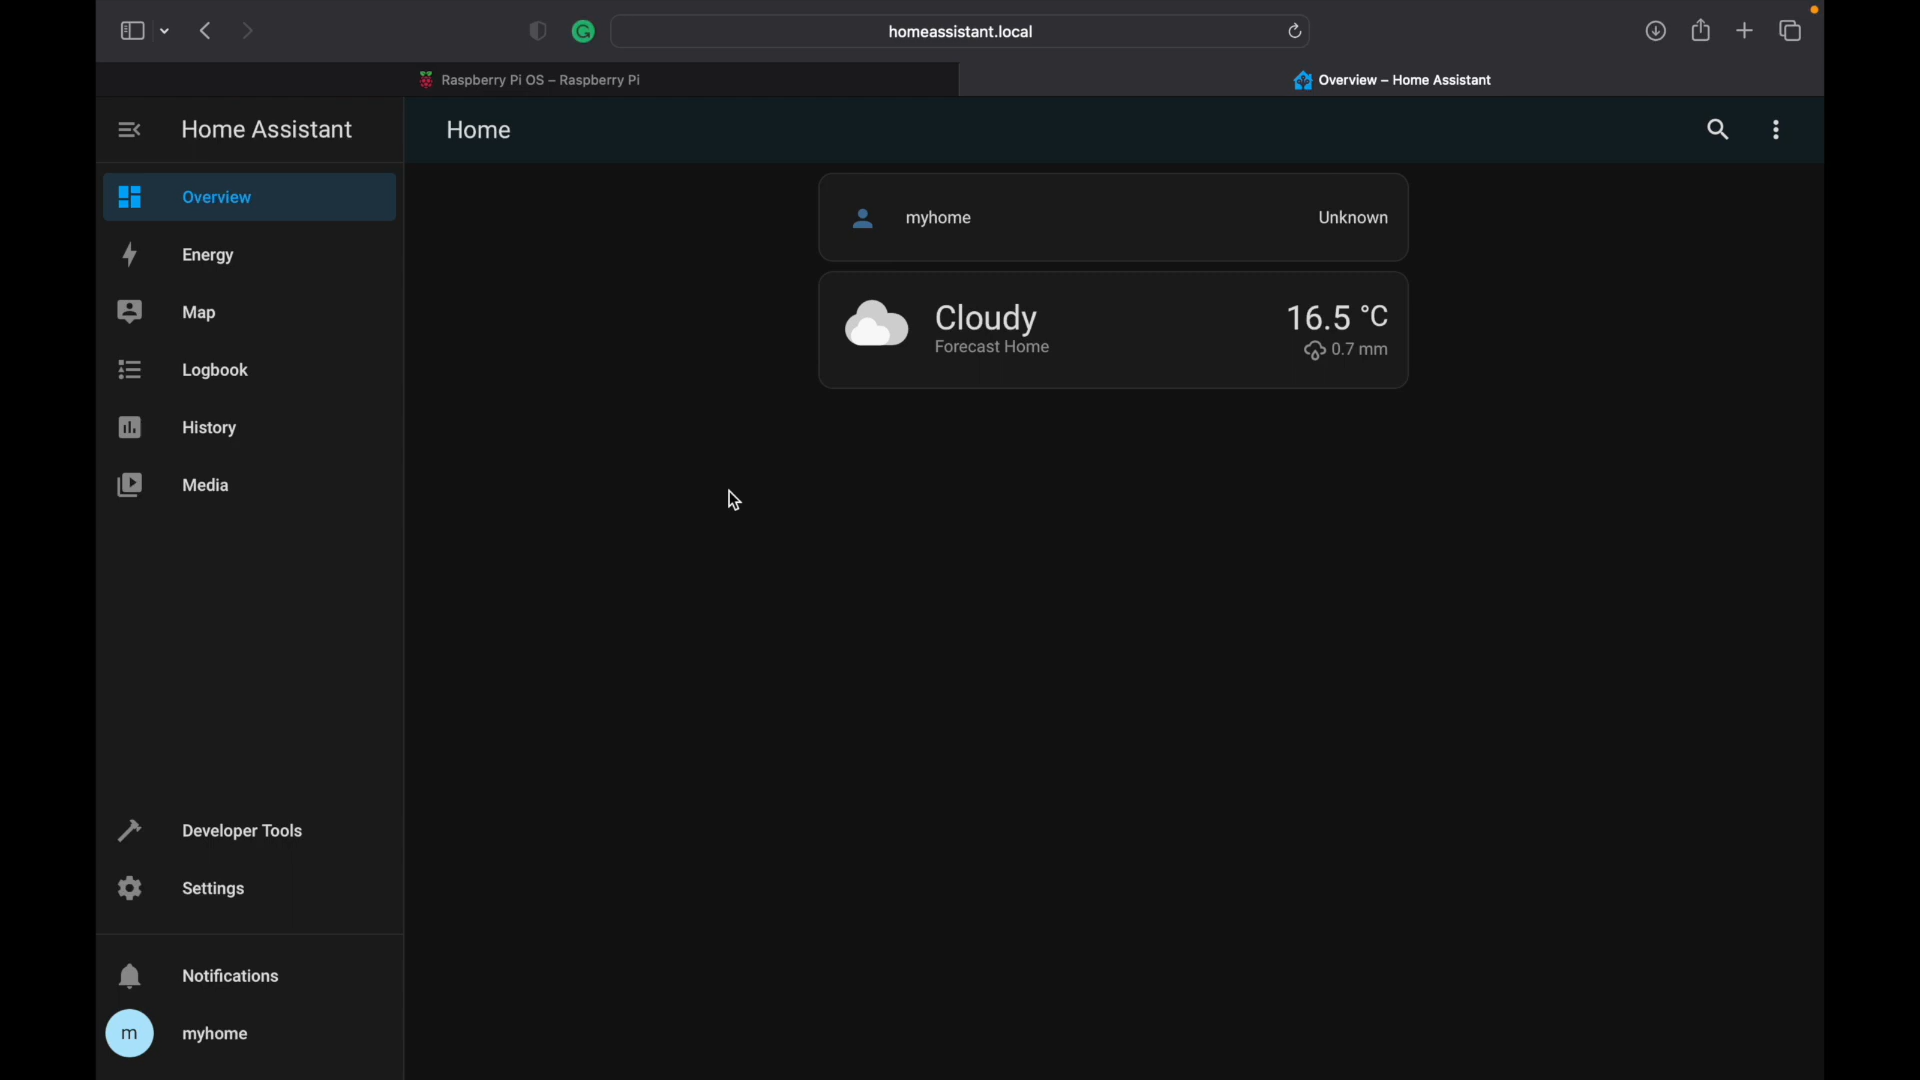 homeassistant.local
Raspberry Pi OS – Raspberry Pi
Overview – Home Assistant
Home Assistant
Home
Overview
Energy
Map
Logbook
History
Media
Developer Tools
Settings
Notifications
m
myhome
myhome
Unknown
Cloudy
16.5 °C
Forecast Home
0.7 mm